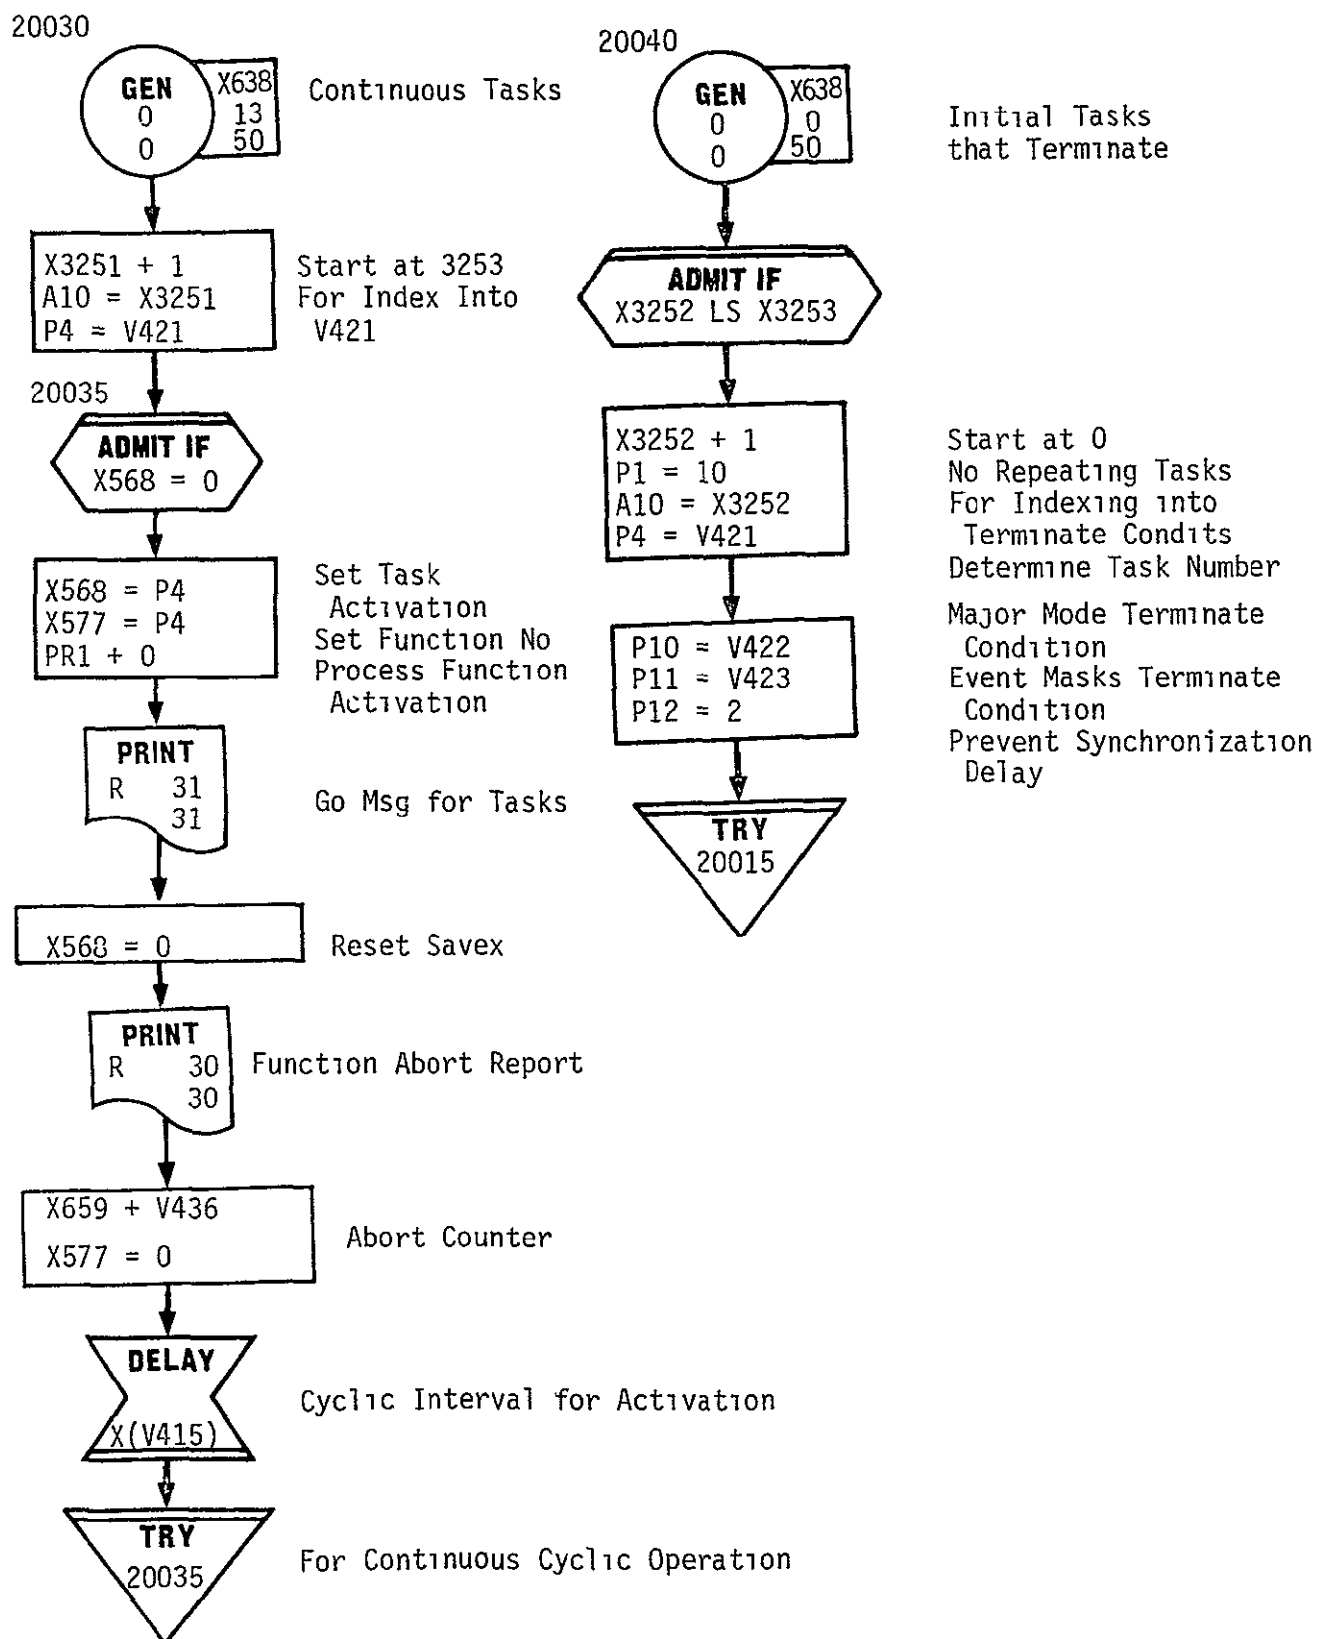 20030
GEN
0
0
X638
13
50
Continuous Tasks
X3251 + 1
A10 = X3251
P4 = V421
Start at 3253
For Index Into
V421
20035
ADMIT IF
X568 = 0
X568 = P4
X577 = P4
PR1 + 0
Set Task
Activation
Set Function No
Process Function
Activation
PRINT
R 31
31
Go Msg for Tasks
X568 = 0
Reset Savex
PRINT
R 30
30
Function Abort Report
X659 + V436
X577 = 0
Abort Counter
DELAY
X(V415)
Cyclic Interval for Activation
TRY
20035
For Continuous Cyclic Operation
20040
GEN
0
0
X638
0
50
Initial Tasks
that Terminate
ADMIT IF
X3252 LS X3253
X3252 + 1
P1 = 10
A10 = X3252
P4 = V421
Start at 0
No Repeating Tasks
For Indexing into
Terminate Condits
Determine Task Number
P10 = V422
P11 = V423
P12 = 2
Major Mode Terminate
Condition
Event Masks Terminate
Condition
Prevent Synchronization
Delay
TRY
20015